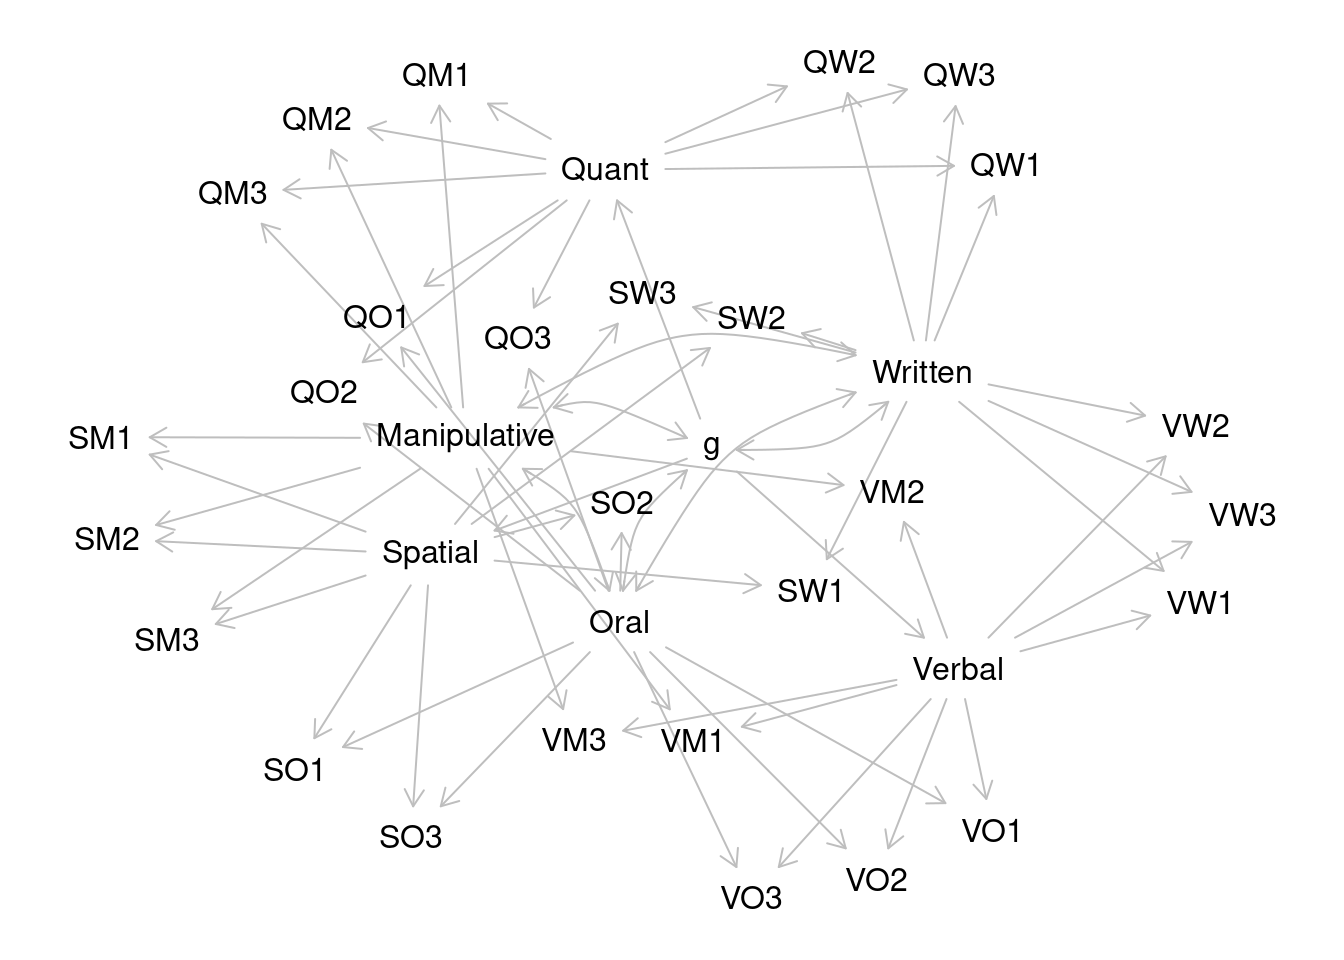 QW2
QM1
QW3
QM2
Quant
QW1
QM3
SW3
QO1
SW2
QO3
Written
QO2
VW2
Manipulative
SM1
g
VM2
SO2
VW3
SM2
Spatial
SW1
VW1
Oral
SM3
Verbal
VM3
VM1
SO1
VO1
SO3
VO2
VO3